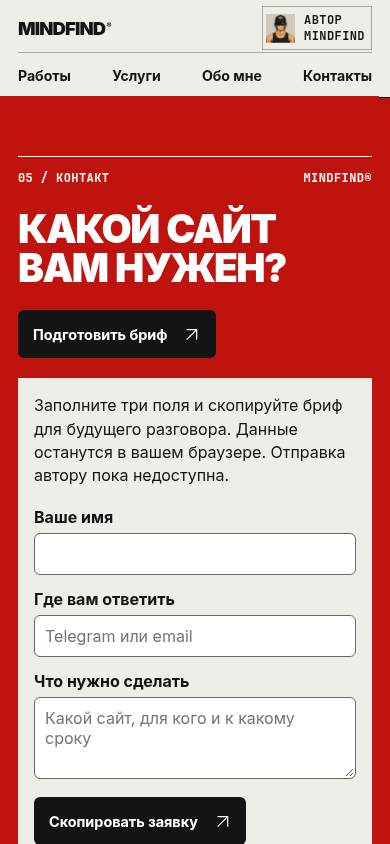 MINDFIND®
АВТОР
MINDFIND
Работы Услуги Обо мне Контакты
05 / КОНТАКТ MINDFIND®
КАКОЙ САЙТ
ВАМ НУЖЕН?
Подготовить бриф
Заполните три поля и скопируйте бриф
для будущего разговора. Данные
останутся в вашем браузере. Отправка
автору пока недоступна.
Ваше имя
Где вам ответить
Telegram или email
Что нужно сделать
Какой сайт, для кого и к какому
сроку
Скопировать заявку